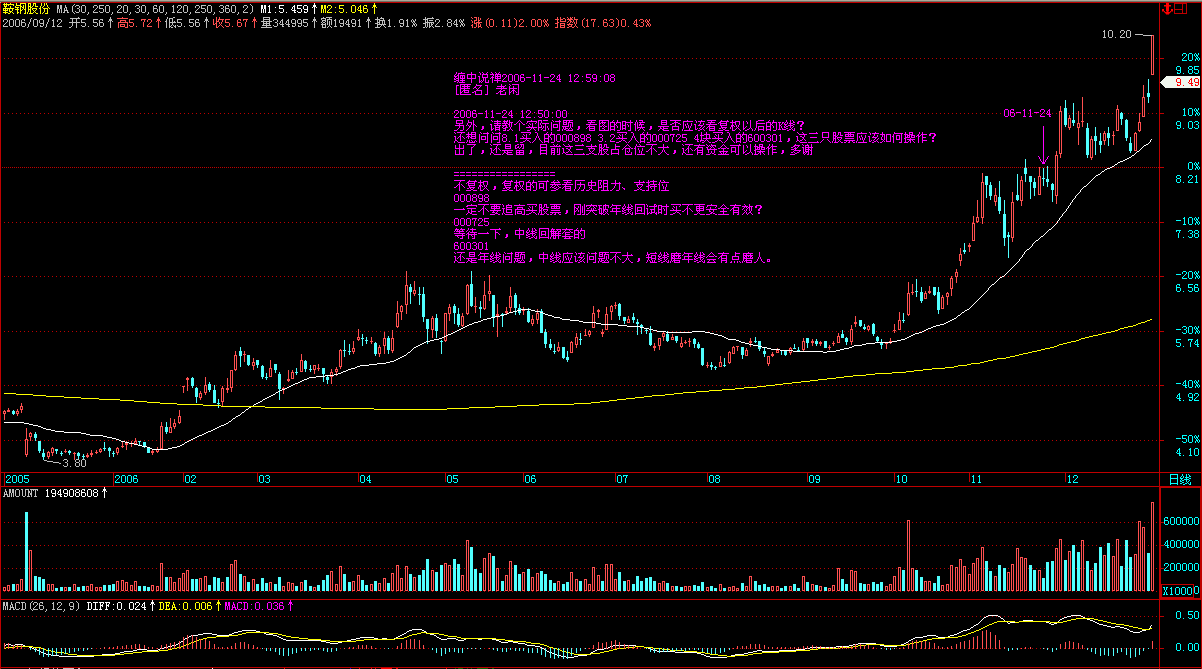 鞍钢股份 MA(30,250,20,30,60,120,250,360,2) M1:5.459↑M2:5.046↑
2006/09/12 开5.56↑高5.72↑低5.56↑收5.67↑量344995↑额19491↑换1.91% 振2.84% 涨(0.11)2.00% 指数(17.63)0.43%
10.20
20%
9.85
9.49
缠中说禅2006-11-24 12:59:08
[匿名] 老闲
2006-11-24 12:50:00
另外，请教个实际问题，看图的时候，是否应该看复权以后的K线？
还想问问8.1买入的000898 3.2买入的000725 4块买入的600301，这三只股票应该如何操作？
出了，还是留，目前这三支股占仓位不大，还有资金可以操作，多谢
==================
不复权，复权的可参看历史阻力、支持位
000898
一定不要追高买股票，刚突破年线回试时买不更安全有效？
000725
等待一下，中线回解套的
600301
还是年线问题，中线应该问题不大，短线磨年线会有点磨人。
06-11-24
10%
9.03
0%
8.21
-10%
7.38
-20%
6.56
-30%
5.74
-40%
4.92
-50%
4.10
3.80
2005 2006 02 03 04 05 06 07 08 09 10 11 12 日线
AMOUNT 194908608↑
600000
400000
200000
X10000
MACD(26,12,9) DIFF:0.024↑DEA:0.006↑MACD:0.036↑
0.50
0.00